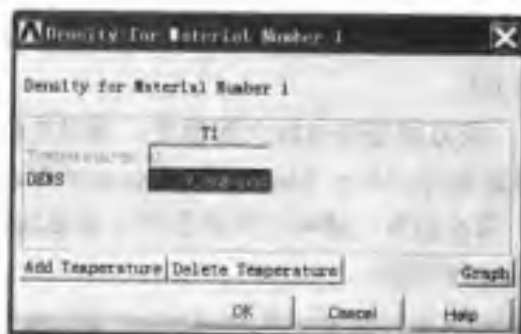 Density for Material Number 1
Density for Material Number 1
T1
Temperatures
DENS
Add Temperature Delete Temperature Graph
OK Cancel Help